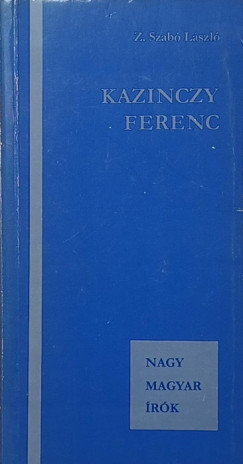 Z. Szabó László
KAZINCZY
FERENC
NAGY
MAGYAR
ÍRÓK